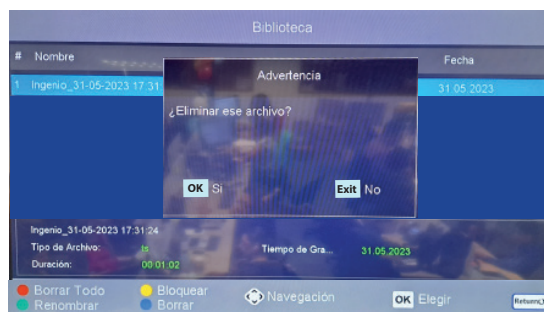 Biblioteca
# Nombre Fecha
1 Ingenio_31-05-2023 17:31 31.05.2023
Advertencia
¿Eliminar ese archivo?
OK Si Exit No
Ingenio_31-05-2023 17:31:24
Tipo de Archivo: ts Tiempo de Gra... 31.05.2023
Duración: 00:01:02
Borrar Todo Bloquear Navegación OK Elegir
Renombrar Borrar